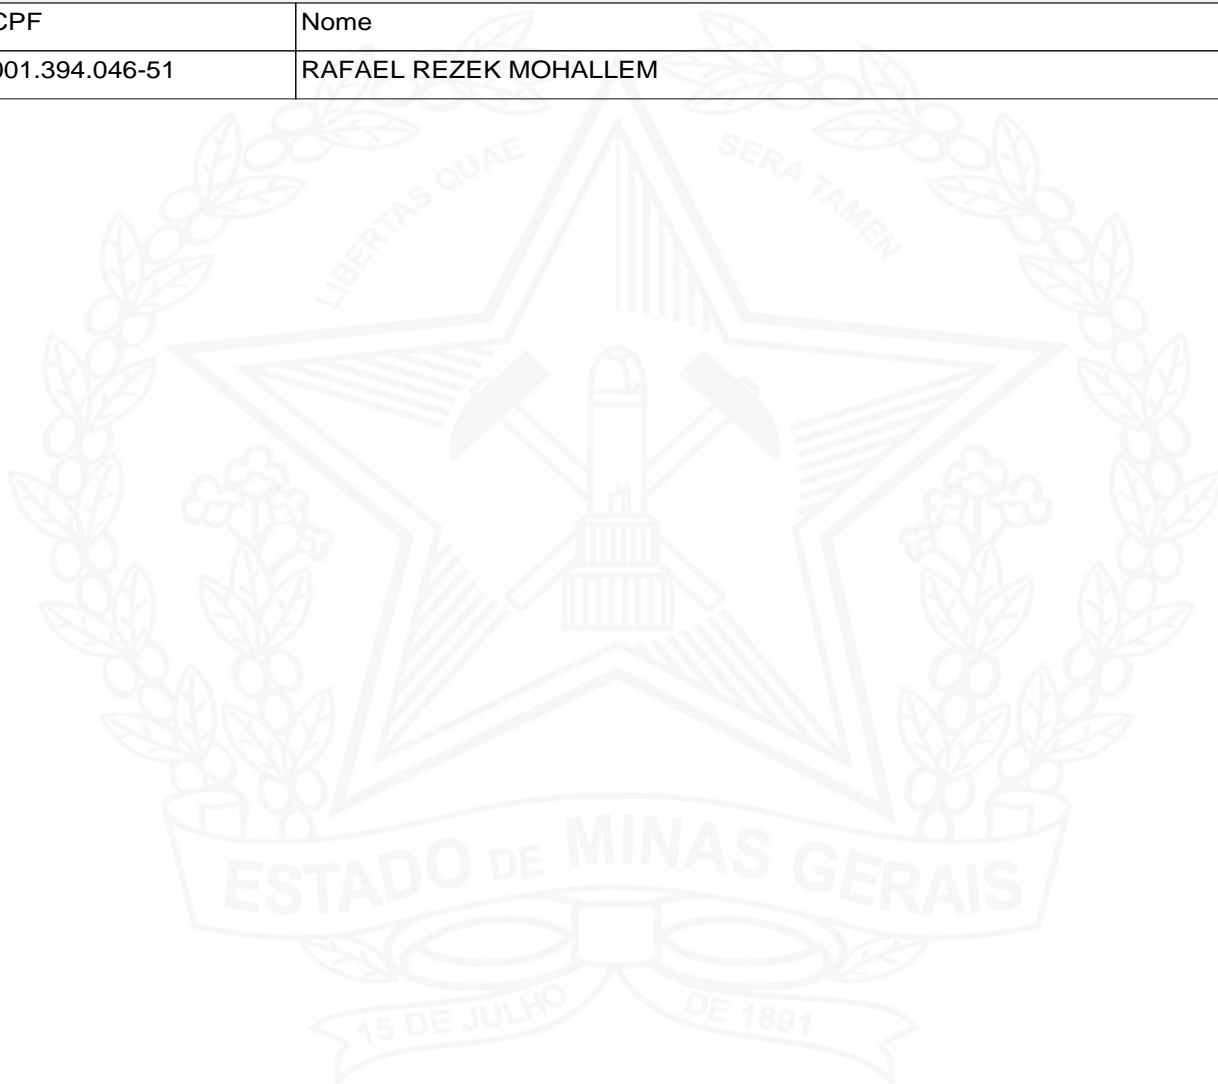 CPF Nome
001.394.046-51 RAFAEL REZEK MOHALLEM
LIBERTAS QUAE SERA TAMEN
ESTADO DE MINAS GERAIS
15 DE JULHO DE 1891